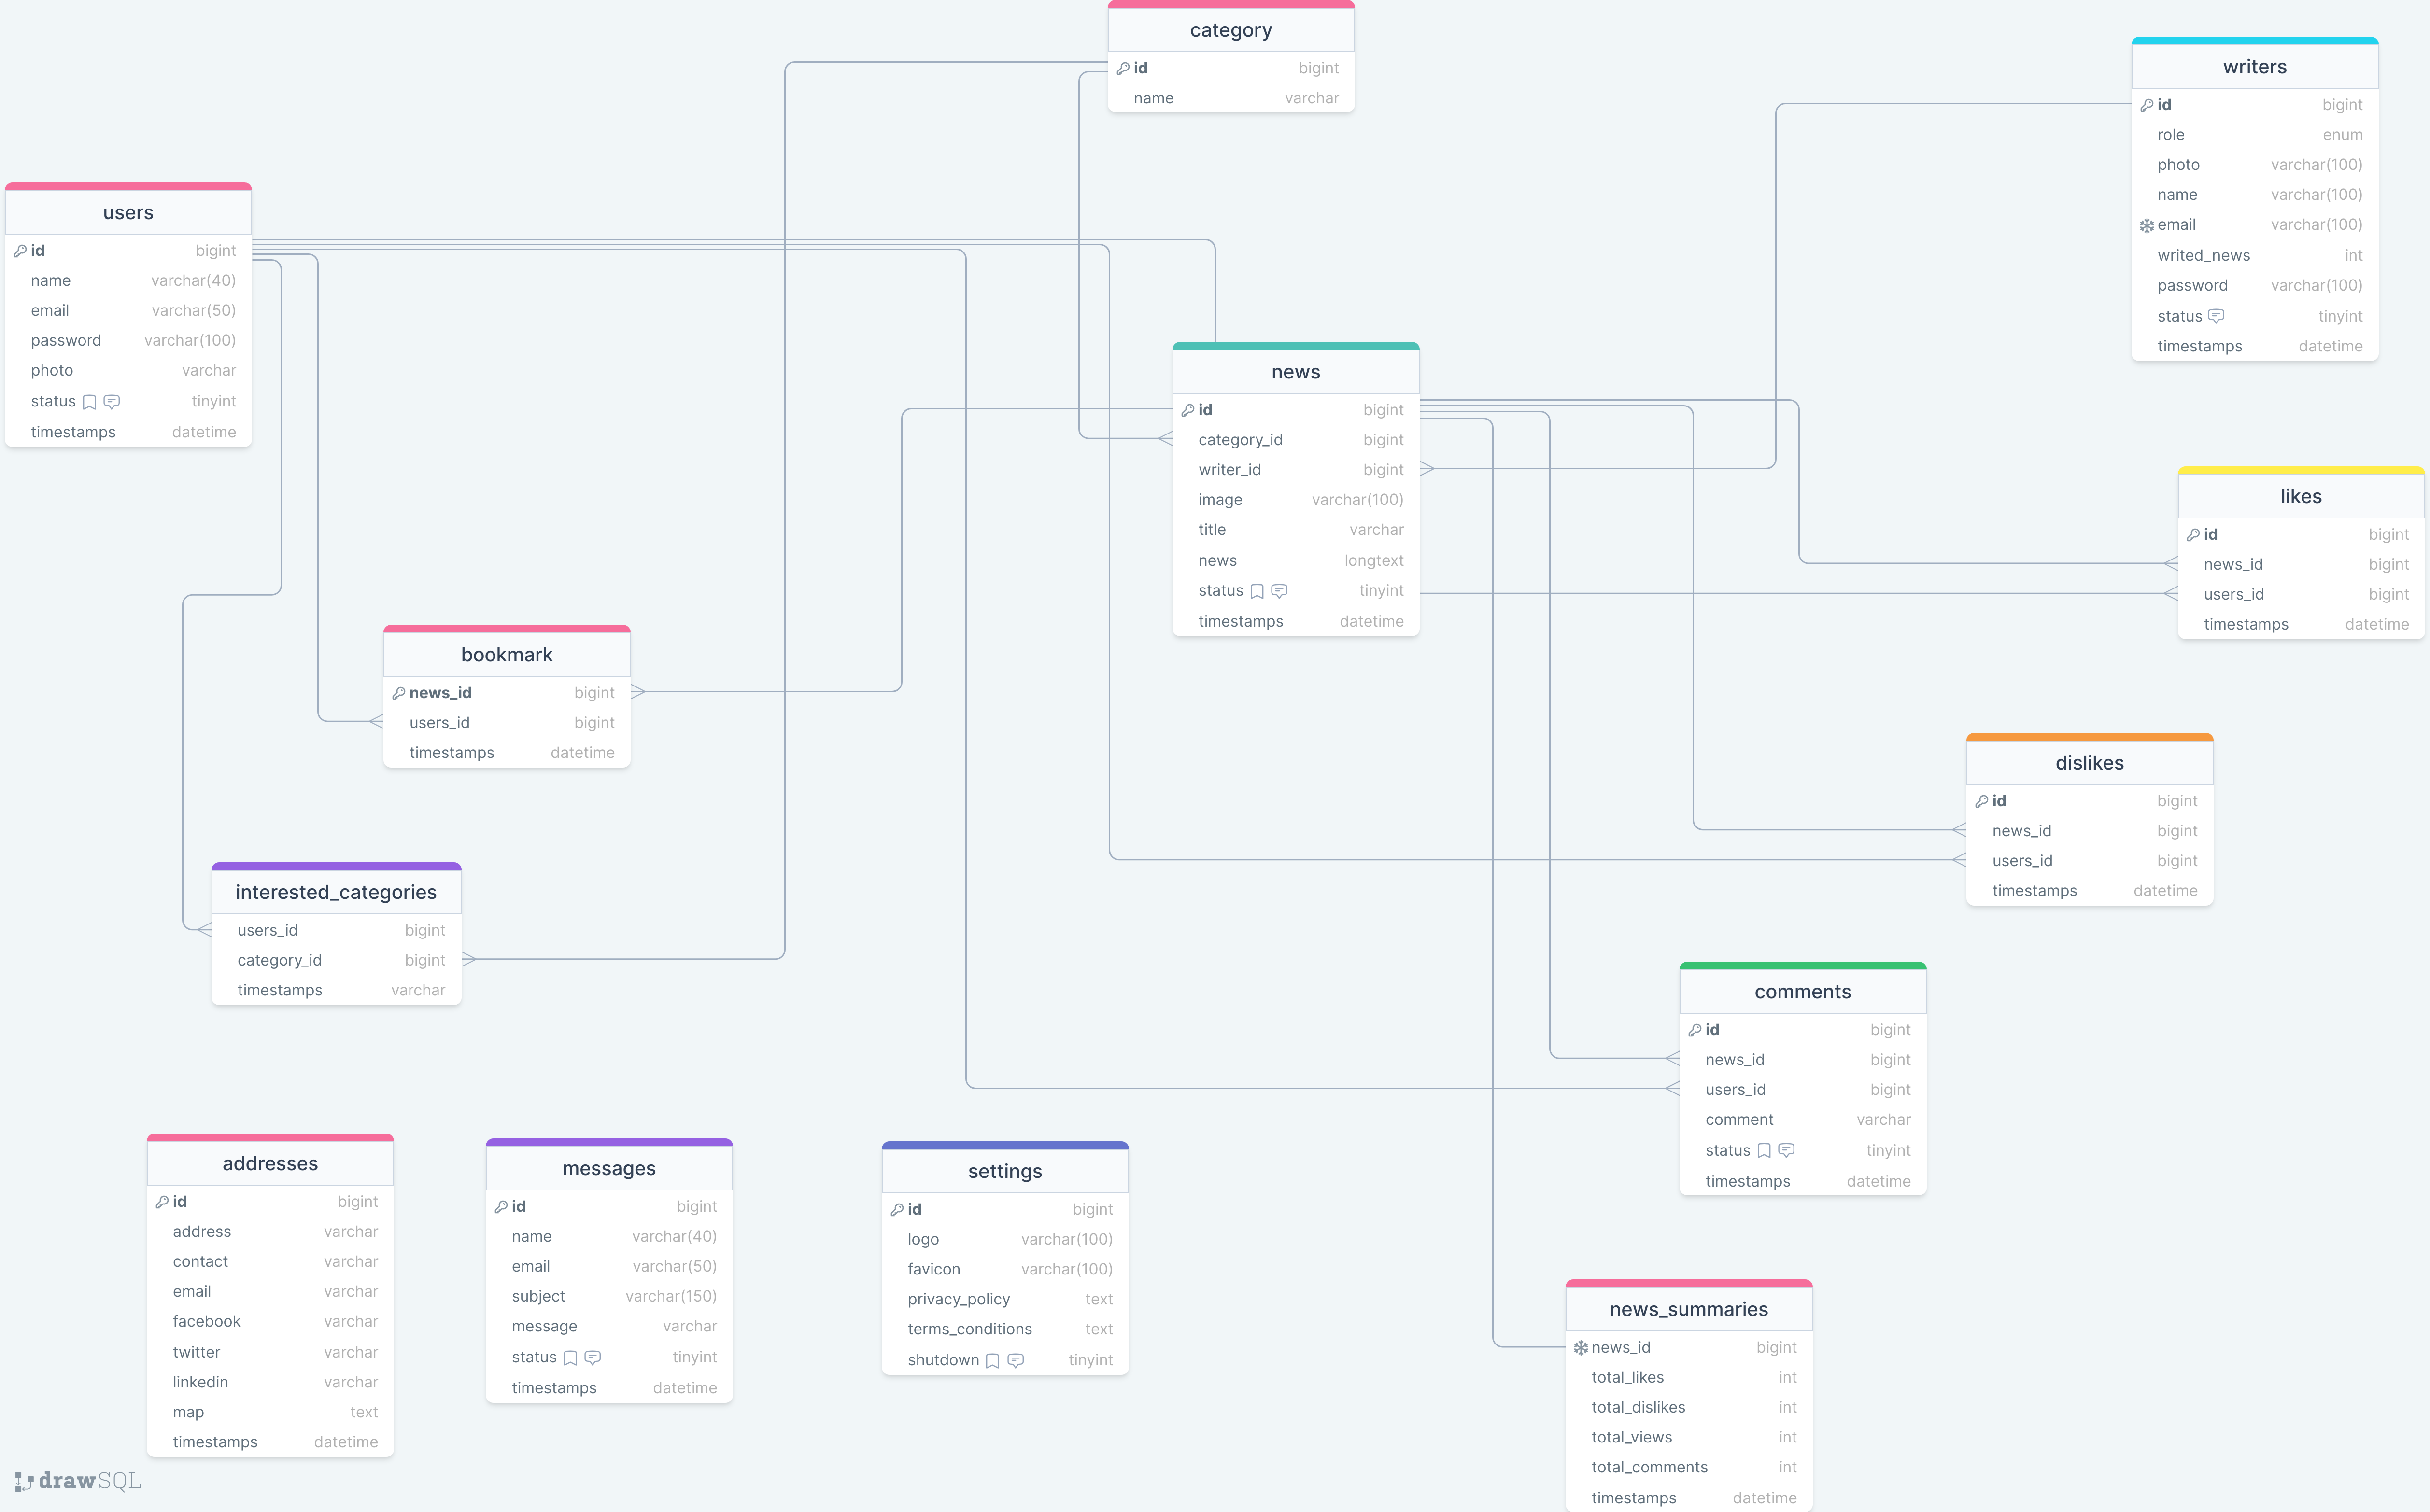 category
id bigint
name varchar
writers
id bigint
role enum
photo varchar(100)
name varchar(100)
email varchar(100)
writed_news int
password varchar(100)
status tinyint
timestamps datetime
users
id bigint
name varchar(40)
email varchar(50)
password varchar(100)
photo varchar
status tinyint
timestamps datetime
news
id bigint
category_id bigint
writer_id bigint
image varchar(100)
title varchar
news longtext
status tinyint
timestamps datetime
likes
id bigint
news_id bigint
users_id bigint
timestamps datetime
bookmark
news_id bigint
users_id bigint
timestamps datetime
dislikes
id bigint
news_id bigint
users_id bigint
timestamps datetime
interested_categories
users_id bigint
category_id bigint
timestamps varchar
comments
id bigint
news_id bigint
users_id bigint
comment varchar
status tinyint
timestamps datetime
addresses
id bigint
address varchar
contact varchar
email varchar
facebook varchar
twitter varchar
linkedin varchar
map text
timestamps datetime
messages
id bigint
name varchar(40)
email varchar(50)
subject varchar(150)
message varchar
status tinyint
timestamps datetime
settings
id bigint
logo varchar(100)
favicon varchar(100)
privacy_policy text
terms_conditions text
shutdown tinyint
news_summaries
news_id bigint
total_likes int
total_dislikes int
total_views int
total_comments int
timestamps datetime
drawSQL